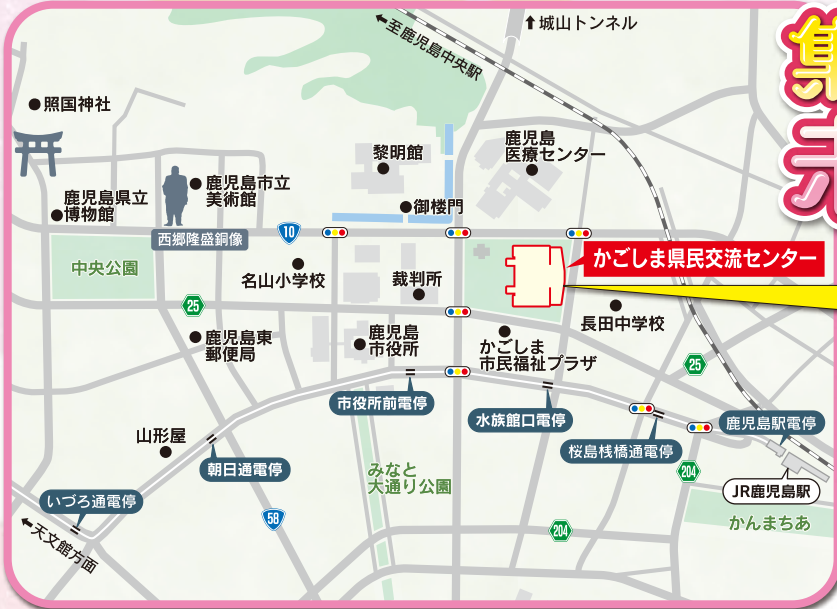 至鹿児島中央駅
城山トンネル
集
照国神社
黎明館
鹿児島
医療センター
鹿児島県立
博物館
鹿児島市立
美術館
御楼門
西郷隆盛銅像
10
中央公園
名山小学校
裁判所
かごしま県民交流センター
25
長田中学校
鹿児島東
郵便局
鹿児島
市役所
かごしま
市民福祉プラザ
25
市役所前電停
水族館口電停
鹿児島駅電停
山形屋
朝日通電停
桜島桟橋通電停
みなと
大通り公園
204
JR鹿児島駅
いづろ通電停
58
204
かんまちあ
天文館方面